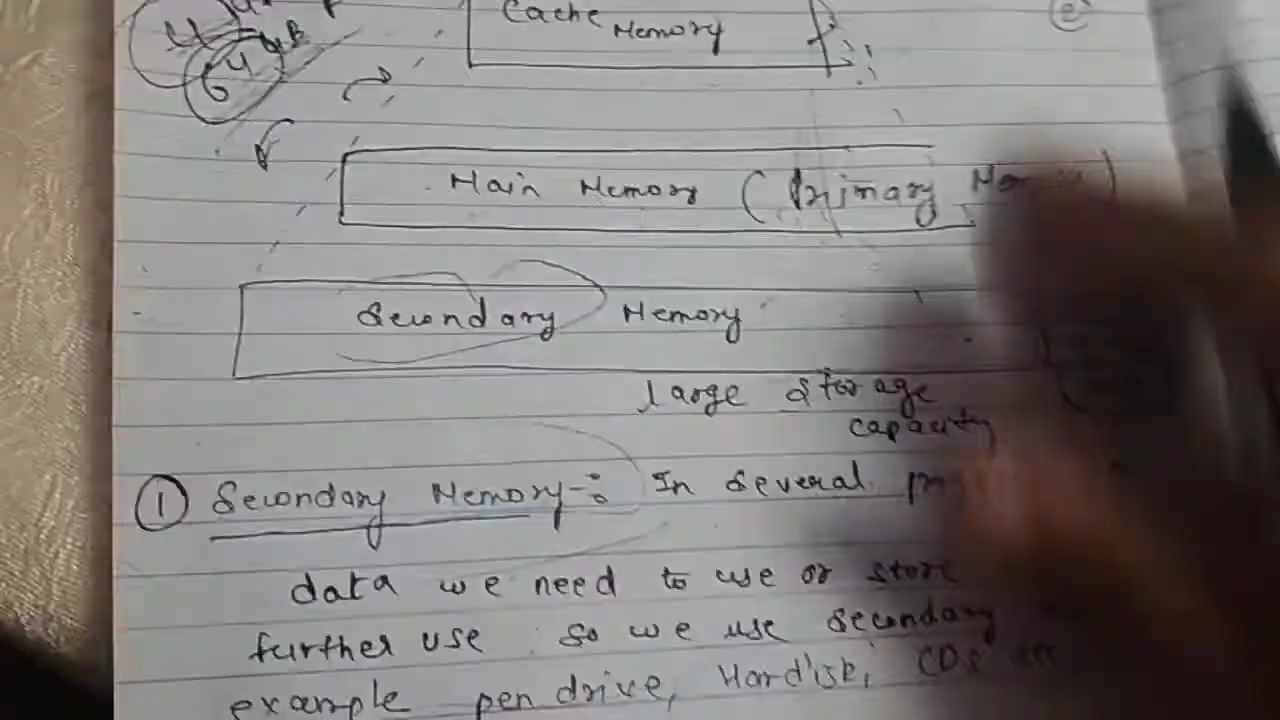 Cache Memory
64
Main Memory (Primary
Secondary Memory
large storage
capacity
① Secondary Memory-: In several
data we need to use or store
further use so we use secondary
example pen drive, Hardisk, CDs